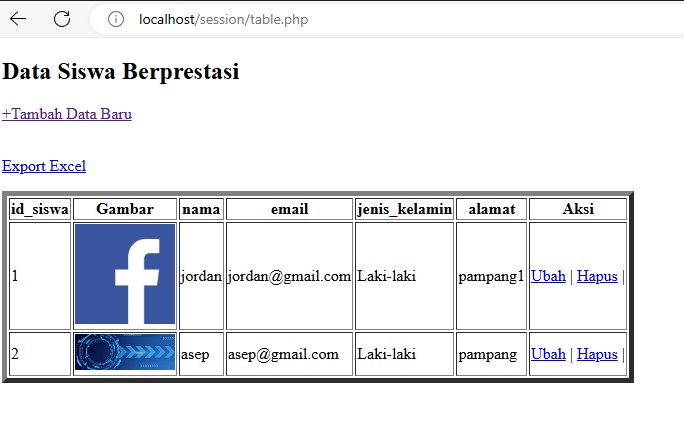 localhost/session/table.php
Data Siswa Berprestasi
+Tambah Data Baru
Export Excel
id_siswa Gambar nama email jenis_kelamin alamat Aksi
1 f jordan jordan@gmail.com Laki-laki pampang1 Ubah | Hapus |
2 asep asep@gmail.com Laki-laki pampang Ubah | Hapus |